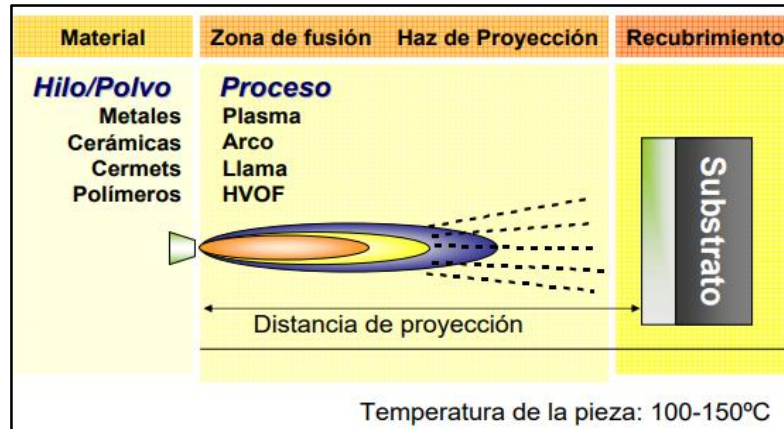 Material
Zona de fusión
Haz de Proyección
Recubrimiento
Hilo/Polvo
Metales
Cerámicas
Cermets
Polímeros
Proceso
Plasma
Arco
Llama
HVOF
Substrato
Distancia de proyección
Temperatura de la pieza: 100-150ºC